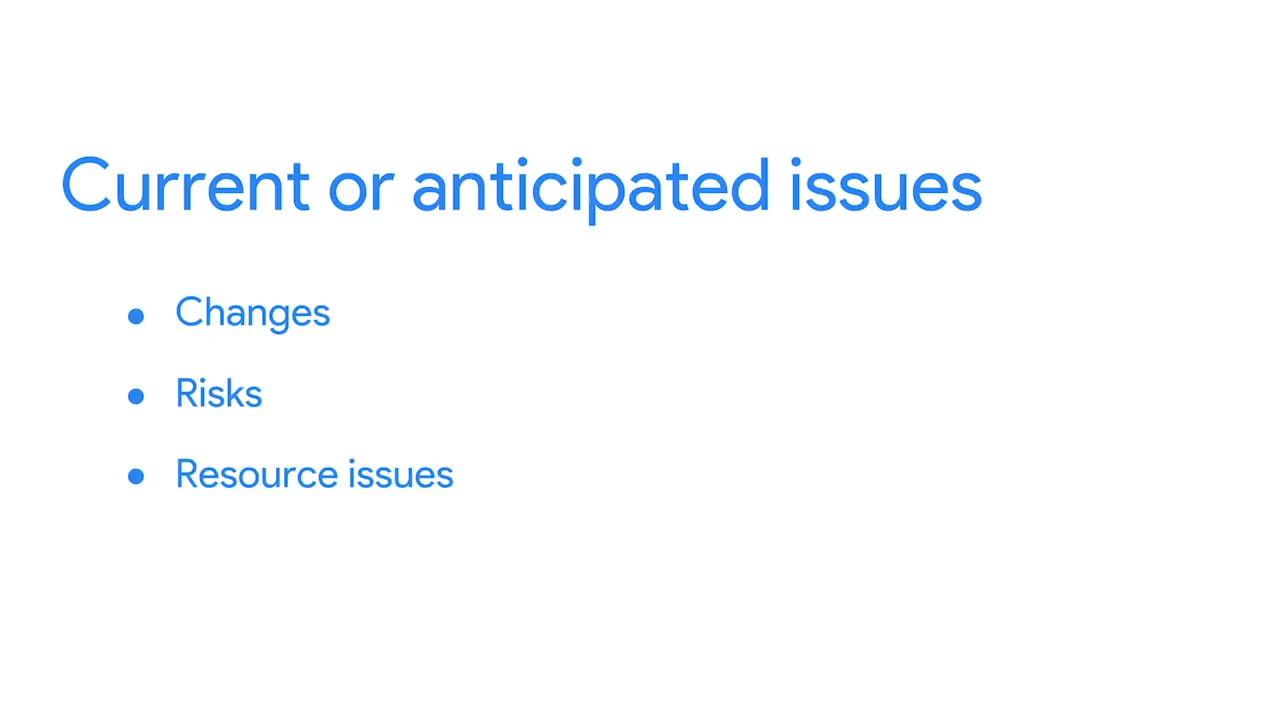 Current or anticipated issues
● Changes
● Risks
● Resource issues